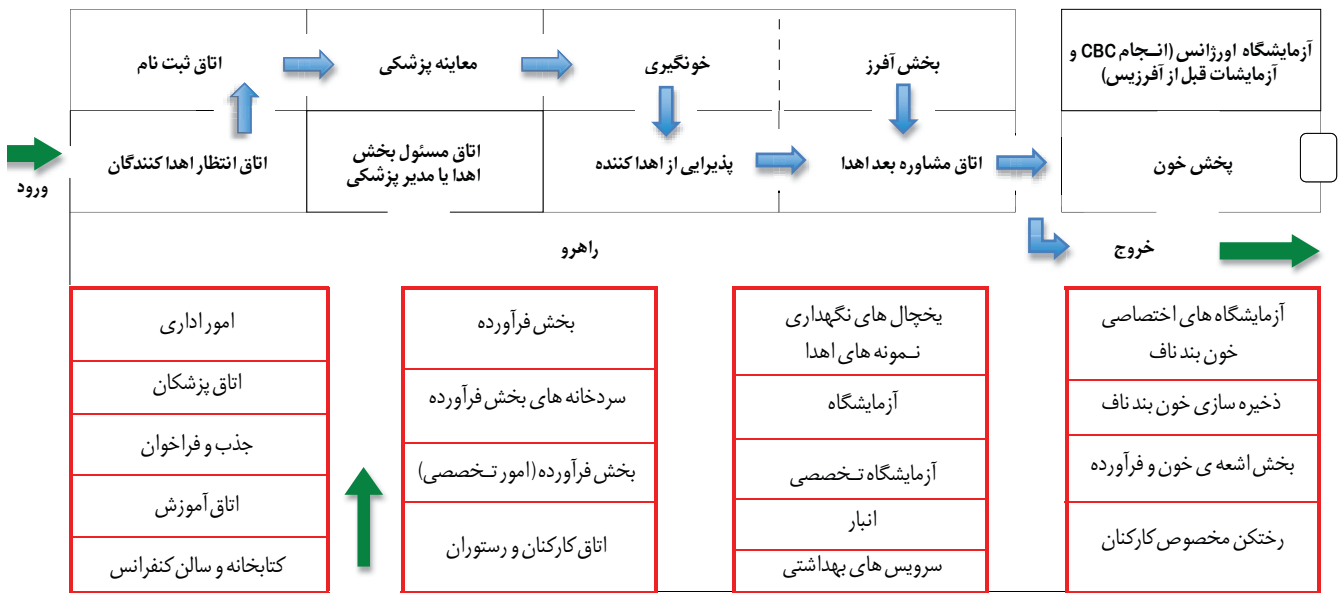 اتاق ثبت نام
معاینه پزشکی
خونگیری
بخش آفرز
آزمایشگاه اورژانس (انـجام CBC و
آزمایشات قبل از آفرزیس)
ورود
اتاق انتظار اهدا کنندگان
اتاق مسئول بخش
اهدا یا مدیر پزشکی
پذیرایی از اهدا کننده
اتاق مشاوره بعد اهدا
پخش خون
راهرو
خروج
امور اداری
اتاق پزشکان
جذب و فراخوان
اتاق آموزش
کتابخانه و سالن کنفرانس
بخش فرآورده
سردخانه های بخش فرآورده
بخش فرآورده (امور تـخصصی)
اتاق کارکنان و رستوران
یخچال های نگهداری
نـمونه های اهدا
آزمایشگاه
آزمایشگاه تـخصصی
انبار
سرویس های بهداشتی
آزمایشگاه های اختصاصی
خون بند ناف
ذخیره سازی خون بند ناف
بخش اشعه ی خون و فرآورده
رختکن مخصوص کارکنان